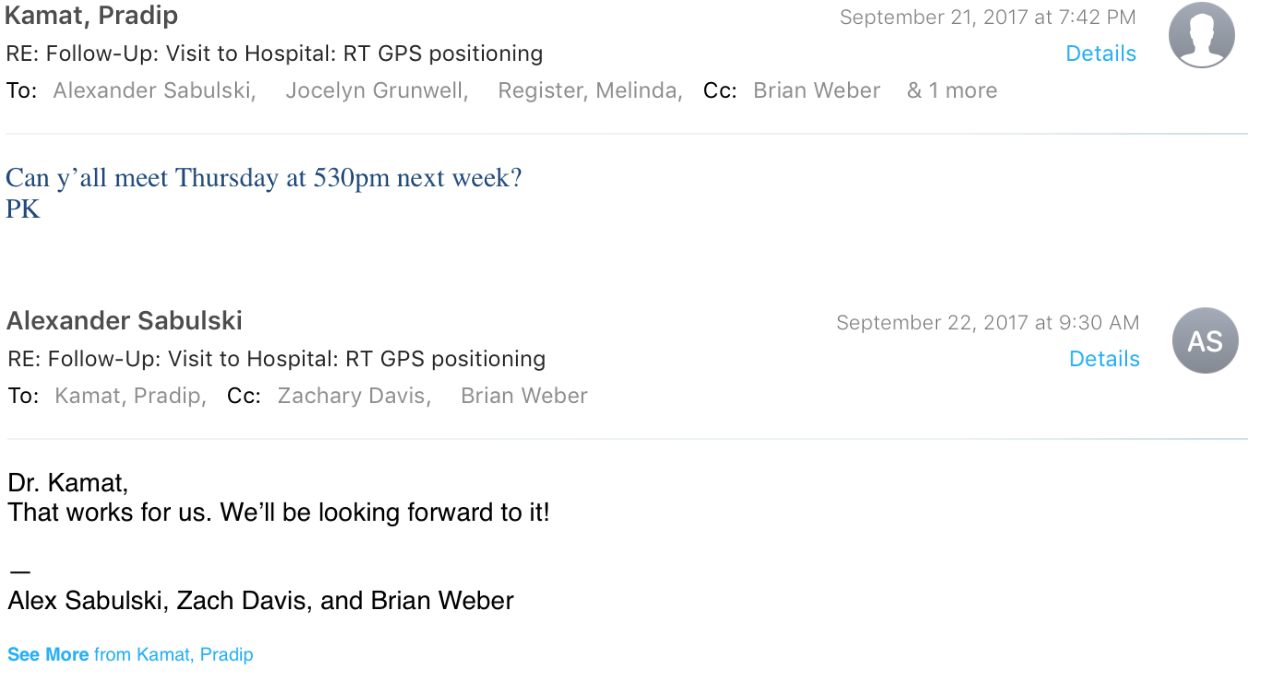 Kamat, Pradip September 21, 2017 at 7:42 PM
RE: Follow-Up: Visit to Hospital: RT GPS positioning Details
To: Alexander Sabulski, Jocelyn Grunwell, Register, Melinda, Cc: Brian Weber & 1 more
Can y’all meet Thursday at 530pm next week?
PK
Alexander Sabulski September 22, 2017 at 9:30 AM AS
RE: Follow-Up: Visit to Hospital: RT GPS positioning Details
To: Kamat, Pradip, Cc: Zachary Davis, Brian Weber
Dr. Kamat,
That works for us. We’ll be looking forward to it!
—
Alex Sabulski, Zach Davis, and Brian Weber
See More from Kamat, Pradip